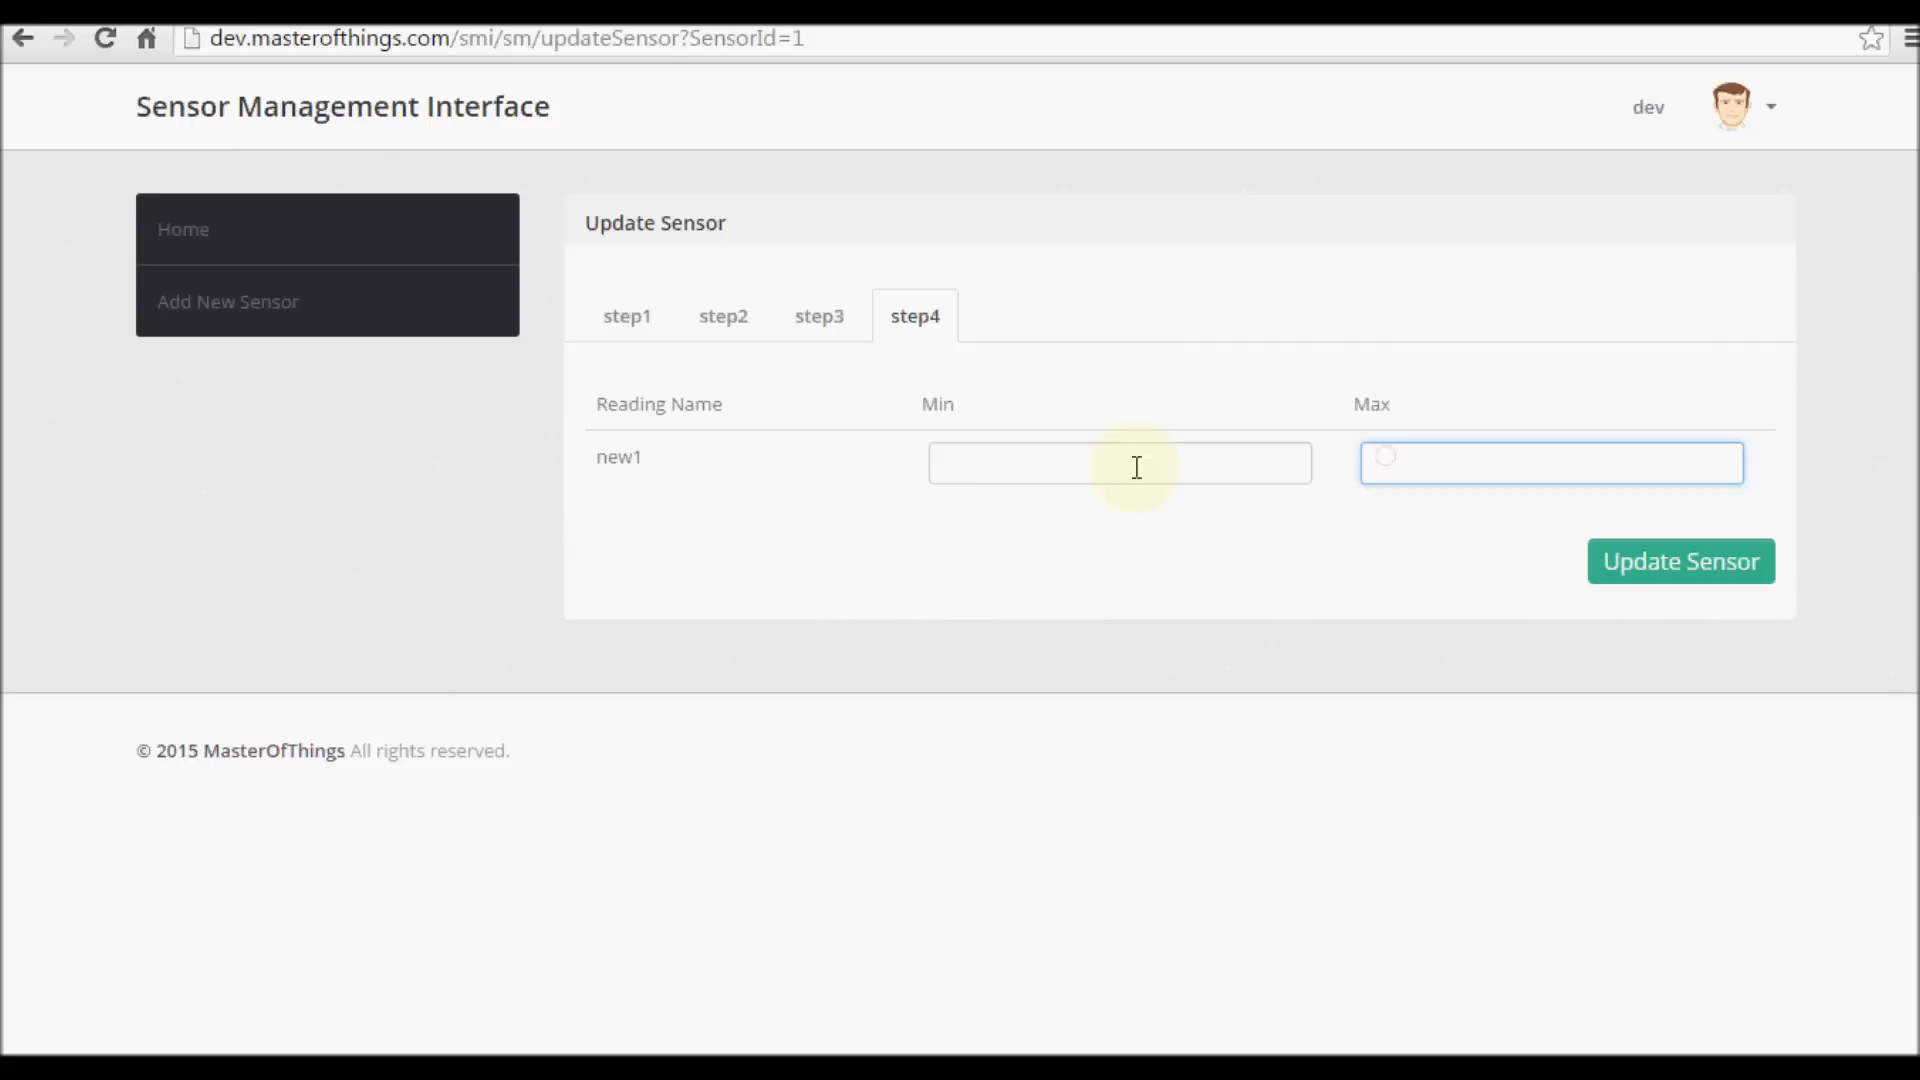 dev.masterofthings.com/smi/sm/updateSensor?SensorId=1
Sensor Management Interface
dev
Home
Add New Sensor
Update Sensor
step1 step2 step3 step4
Reading Name Min Max
new1
Update Sensor
© 2015 MasterOfThings All rights reserved.